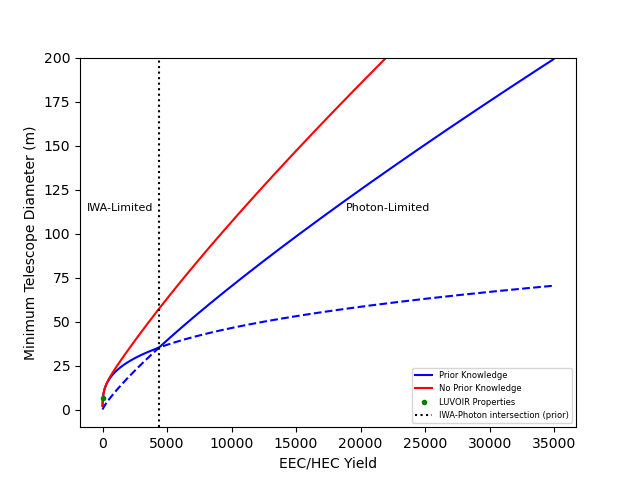 200
175
150
125
100
75
50
25
0
Minimum Telescope Diameter (m)
IWA-Limited
Photon-Limited
Prior Knowledge
No Prior Knowledge
LUVOIR Properties
IWA-Photon intersection (prior)
0 5000 10000 15000 20000 25000 30000 35000
EEC/HEC Yield